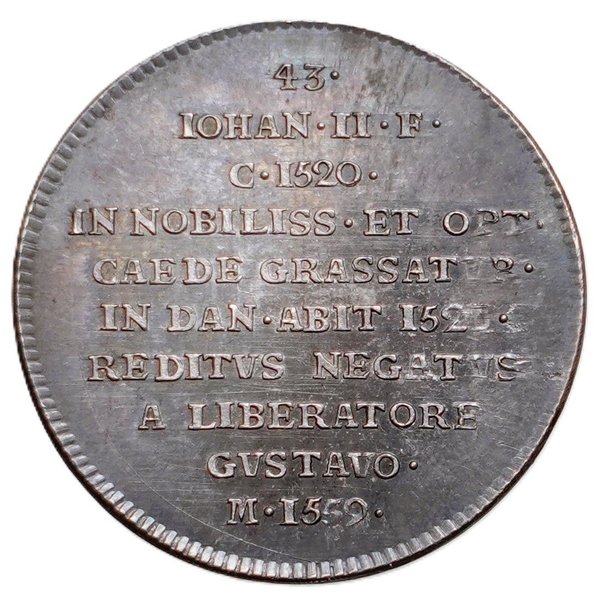 43·
IOHAN·II·F·
C·1520·
IN NOBILISS·ET OPT·
CAEDE GRASSATVR·
IN DAN·ABIT
REDITVS NEGATVS
A LIBERATORE
GVSTAVO·
M·1559·